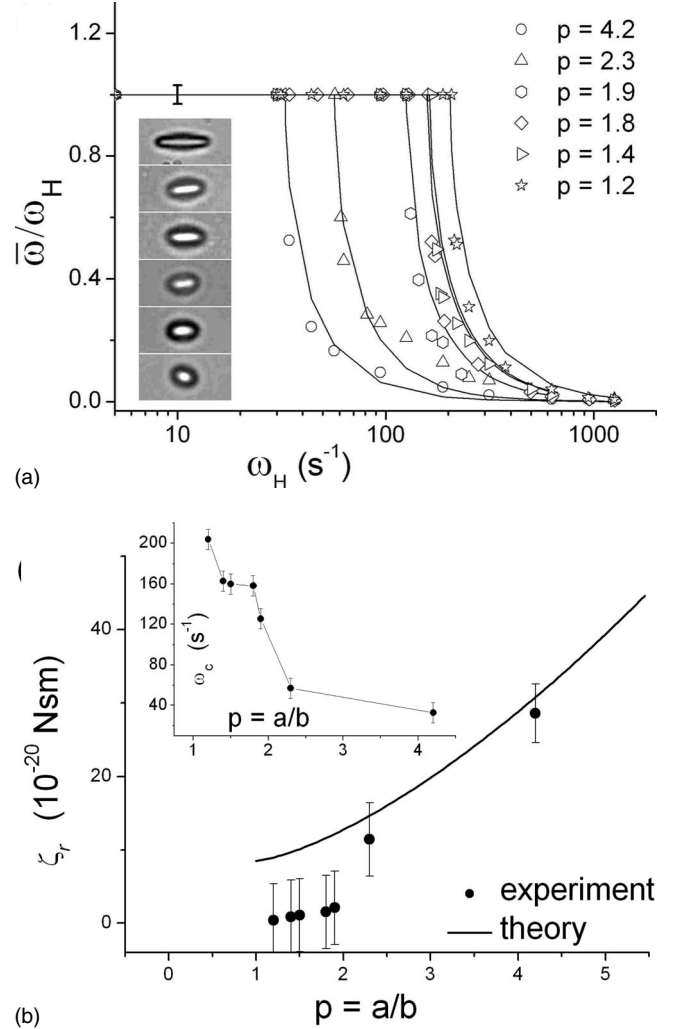 1.2
0.8
0.4
0.0
ω̅/ω_H
p = 4.2
p = 2.3
p = 1.9
p = 1.8
p = 1.4
p = 1.2
10
100
1000
ω_H (s⁻¹)
(a)
200
160
120
80
40
ω_c (s⁻¹)
1
2
3
4
p = a/b
40
20
0
ζ_r (10⁻²⁰ Nsm)
experiment
theory
0
1
2
3
4
5
p = a/b
(b)